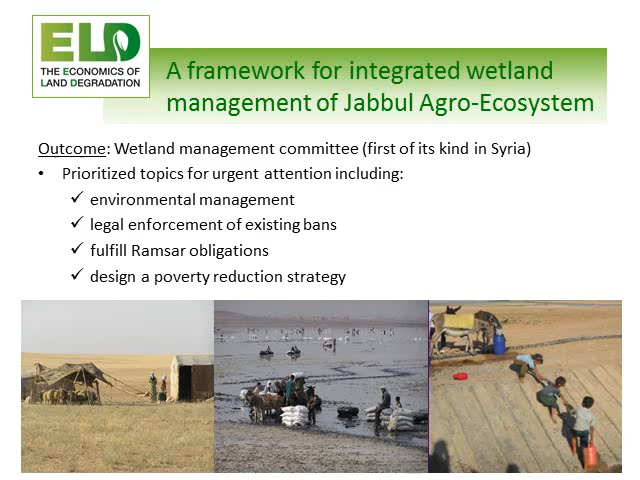 ELD
THE ECONOMICS OF
LAND DEGRADATION
A framework for integrated wetland
management of Jabbul Agro-Ecosystem
Outcome: Wetland management committee (first of its kind in Syria)
• Prioritized topics for urgent attention including:
✓ environmental management
✓ legal enforcement of existing bans
✓ fulfill Ramsar obligations
✓ design a poverty reduction strategy